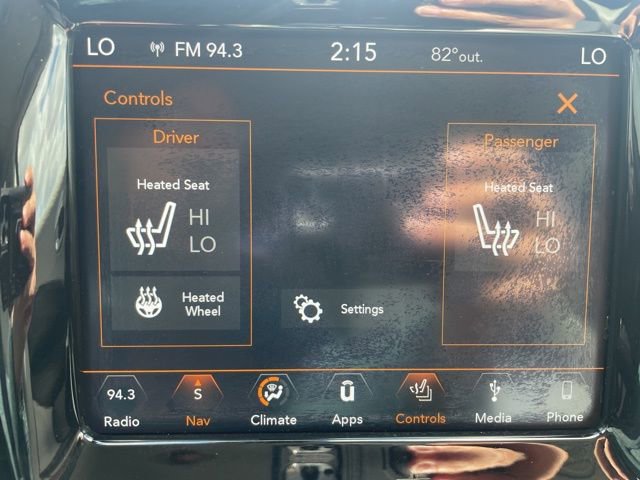 LO FM 94.3 2:15 82° out. LO
Controls
Driver
Heated Seat
HI
LO
Heated
Wheel
Settings
Passenger
Heated Seat
HI
LO
94.3 S
Radio Nav Climate Apps Controls Media Phone